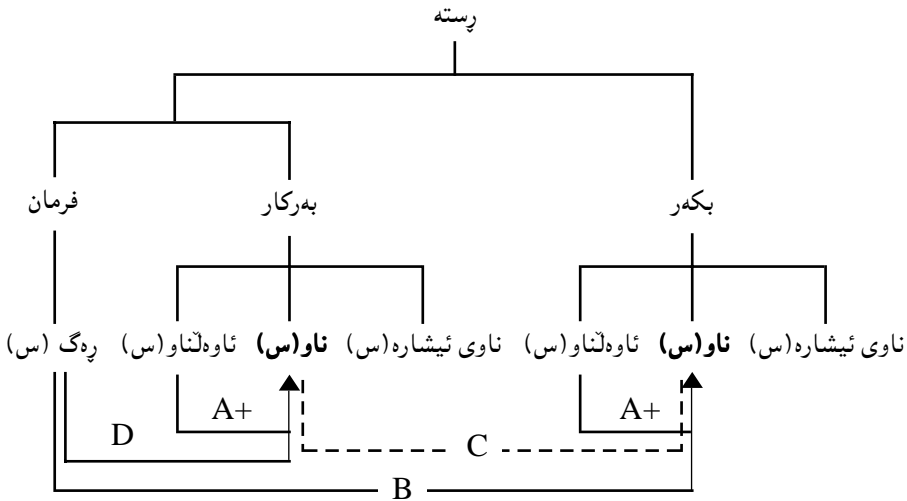 ڕستە
بکەر بەرکار فرمان
ناوی ئیشارە(س) ناو(س) ئاوەڵناو(س) ناوی ئیشارە(س) ناو(س) ئاوەڵناو(س) ڕەگ (س)
A+ A+
D C
B